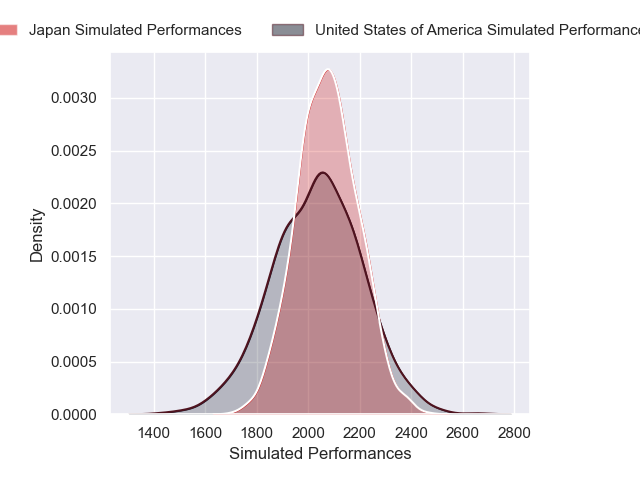 Japan Simulated Performances United States of America Simulated Performance
0.0030
0.0025
0.0020
0.0015
0.0010
0.0005
0.0000
Density
1400 1600 1800 2000 2200 2400 2600 2800
Simulated Performances